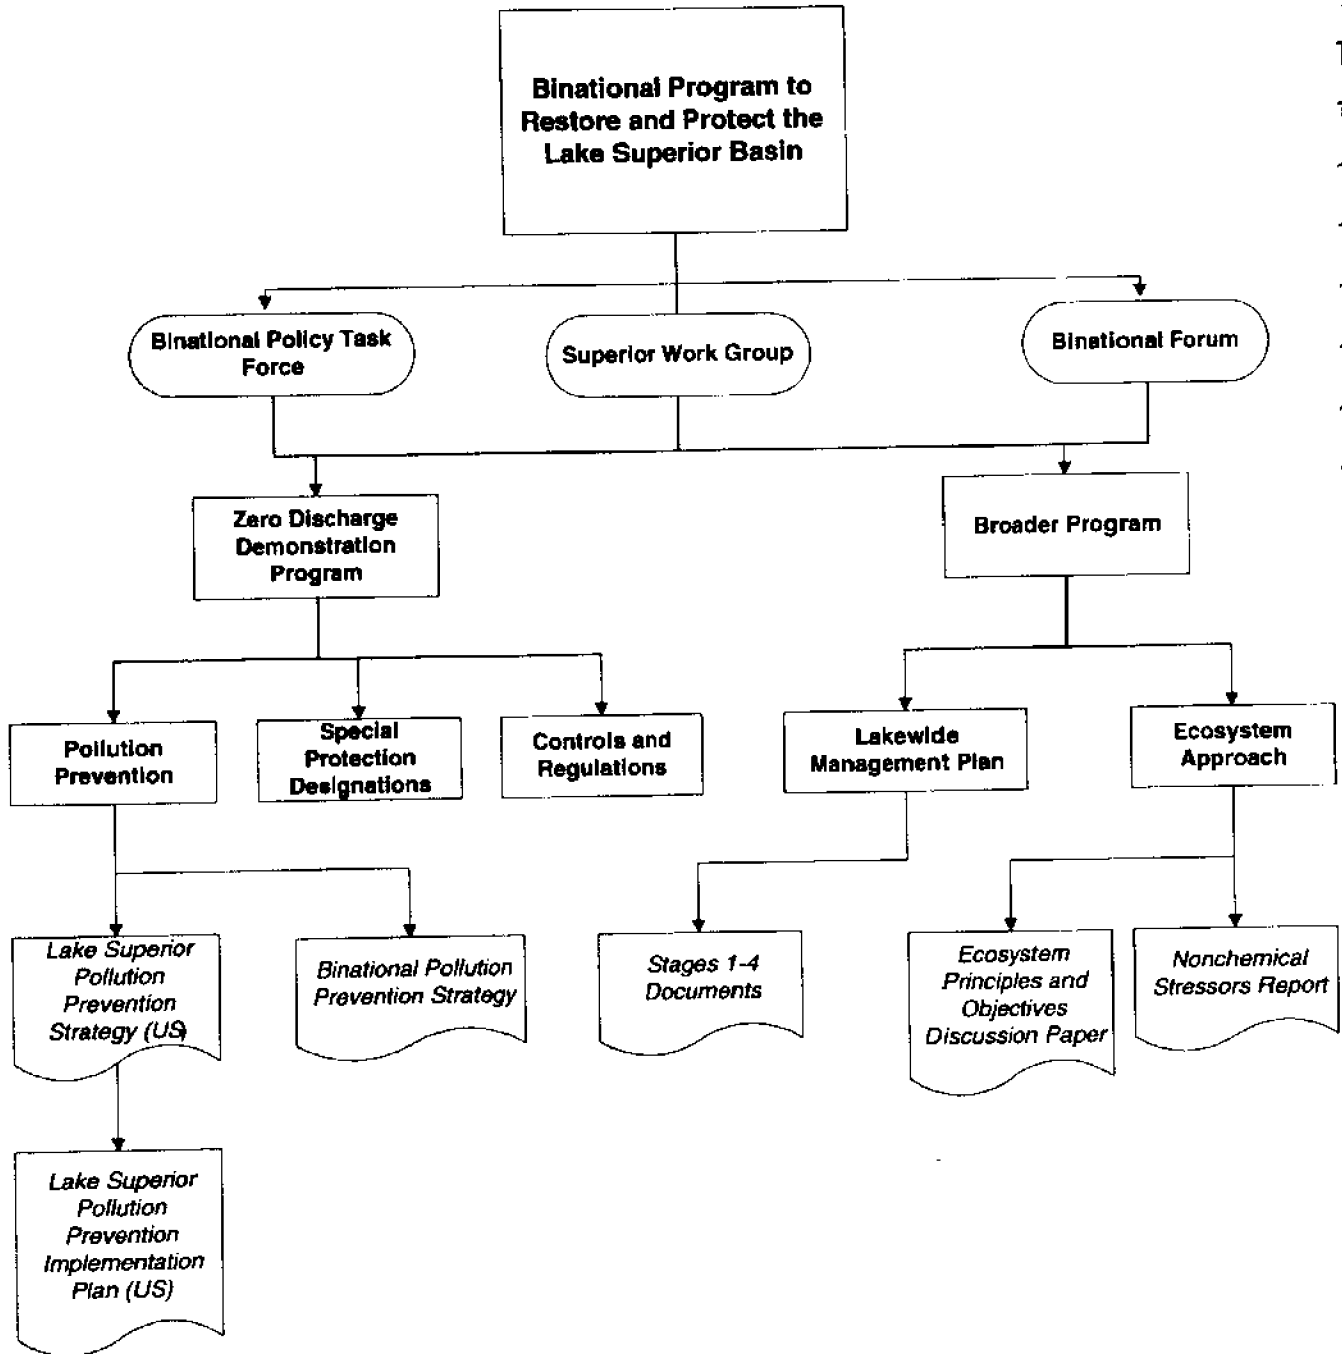 Binational Program to
Restore and Protect the
Lake Superior Basin
Binational Policy Task
Force
Superior Work Group
Binational Forum
Zero Discharge
Demonstration
Program
Broader Program
Pollution
Prevention
Special
Protection
Designations
Controls and
Regulations
Lakewide
Management Plan
Ecosystem
Approach
Lake Superior
Pollution
Prevention
Strategy (US)
Binational Pollution
Prevention Strategy
Stages 1-4
Documents
Ecosystem
Principles and
Objectives
Discussion Paper
Nonchemical
Stressors Report
Lake Superior
Pollution
Prevention
Implementation
Plan (US)